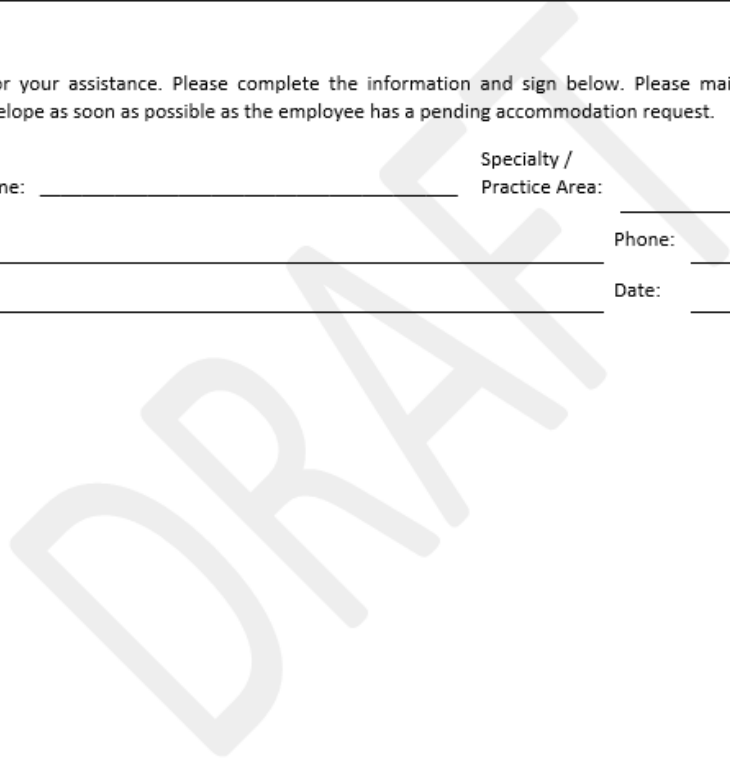 or your assistance. Please complete the information and sign below. Please mai
elope as soon as possible as the employee has a pending accommodation request.
Specialty /
me: Practice Area:
Phone:
Date:
DRAFT